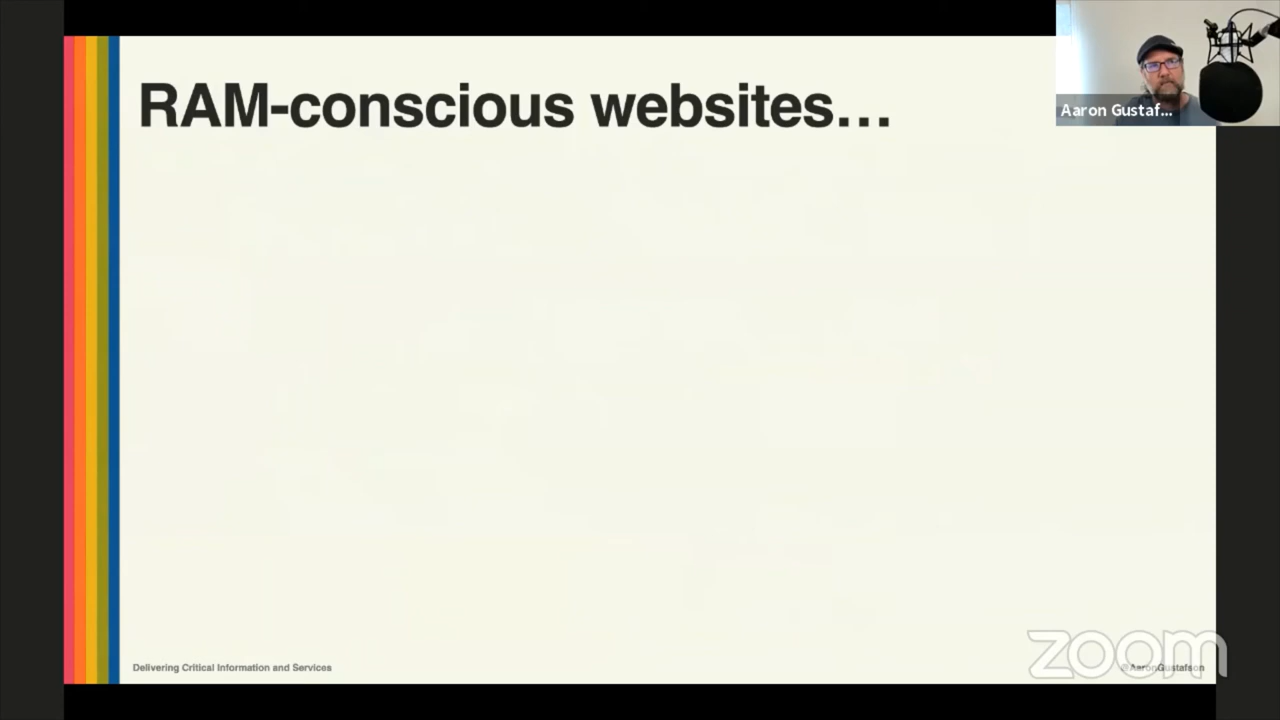 RAM-conscious websites…
Aaron Gustaf...
Delivering Critical Information and Services
@AaronGustafson
zoom